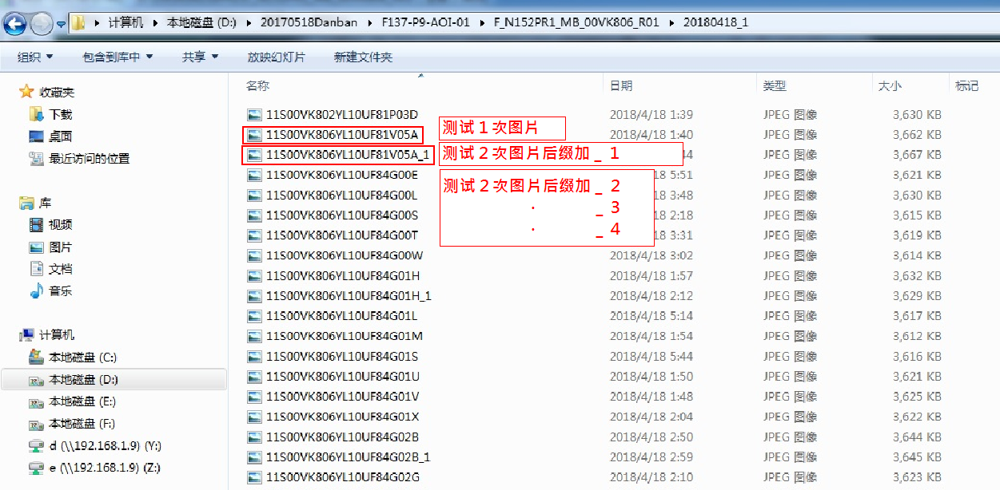 计算机 本地磁盘 (D:) 20170518Danban F137-P9-AOI-01 F_N152PR1_MB_00VK806_R01 20180418_1
组织 包含到库中 共享 放映幻灯片 新建文件夹
收藏夹
下载
桌面
最近访问的位置
库
视频
图片
文档
音乐
计算机
本地磁盘 (C:)
本地磁盘 (D:)
本地磁盘 (E:)
本地磁盘 (F:)
d (\\192.168.1.9) (Y:)
e (\\192.168.1.9) (Z:)
名称 日期 类型 大小 标记
11S00VK802YL10UF81P03D 2018/4/18 1:39 JPEG 图像 3,630 KB
11S00VK806YL10UF81V05A 2018/4/18 1:40 JPEG 图像 3,662 KB
11S00VK806YL10UF81V05A_1 44 JPEG 图像 3,667 KB
11S00VK806YL10UF84G00E 18 5:51 JPEG 图像 3,621 KB
11S00VK806YL10UF84G00L 18 3:48 JPEG 图像 3,630 KB
11S00VK806YL10UF84G00S 18 2:18 JPEG 图像 3,615 KB
11S00VK806YL10UF84G00T 18 3:31 JPEG 图像 3,619 KB
11S00VK806YL10UF84G00W 2018/4/18 3:02 JPEG 图像 3,614 KB
11S00VK806YL10UF84G01H 2018/4/18 1:57 JPEG 图像 3,632 KB
11S00VK806YL10UF84G01H_1 2018/4/18 2:12 JPEG 图像 3,629 KB
11S00VK806YL10UF84G01L 2018/4/18 5:14 JPEG 图像 3,617 KB
11S00VK806YL10UF84G01M 2018/4/18 1:54 JPEG 图像 3,612 KB
11S00VK806YL10UF84G01S 2018/4/18 5:44 JPEG 图像 3,616 KB
11S00VK806YL10UF84G01U 2018/4/18 1:50 JPEG 图像 3,621 KB
11S00VK806YL10UF84G01V 2018/4/18 1:48 JPEG 图像 3,625 KB
11S00VK806YL10UF84G01X 2018/4/18 2:04 JPEG 图像 3,622 KB
11S00VK806YL10UF84G02B 2018/4/18 2:50 JPEG 图像 3,644 KB
11S00VK806YL10UF84G02B_1 2018/4/18 2:59 JPEG 图像 3,645 KB
11S00VK806YL10UF84G02G 2018/4/18 2:10 JPEG 图像 3,623 KB
测试1次图片
测试2次图片后缀加_ 1
测试2次图片后缀加_ 2
. _ 3
. _ 4